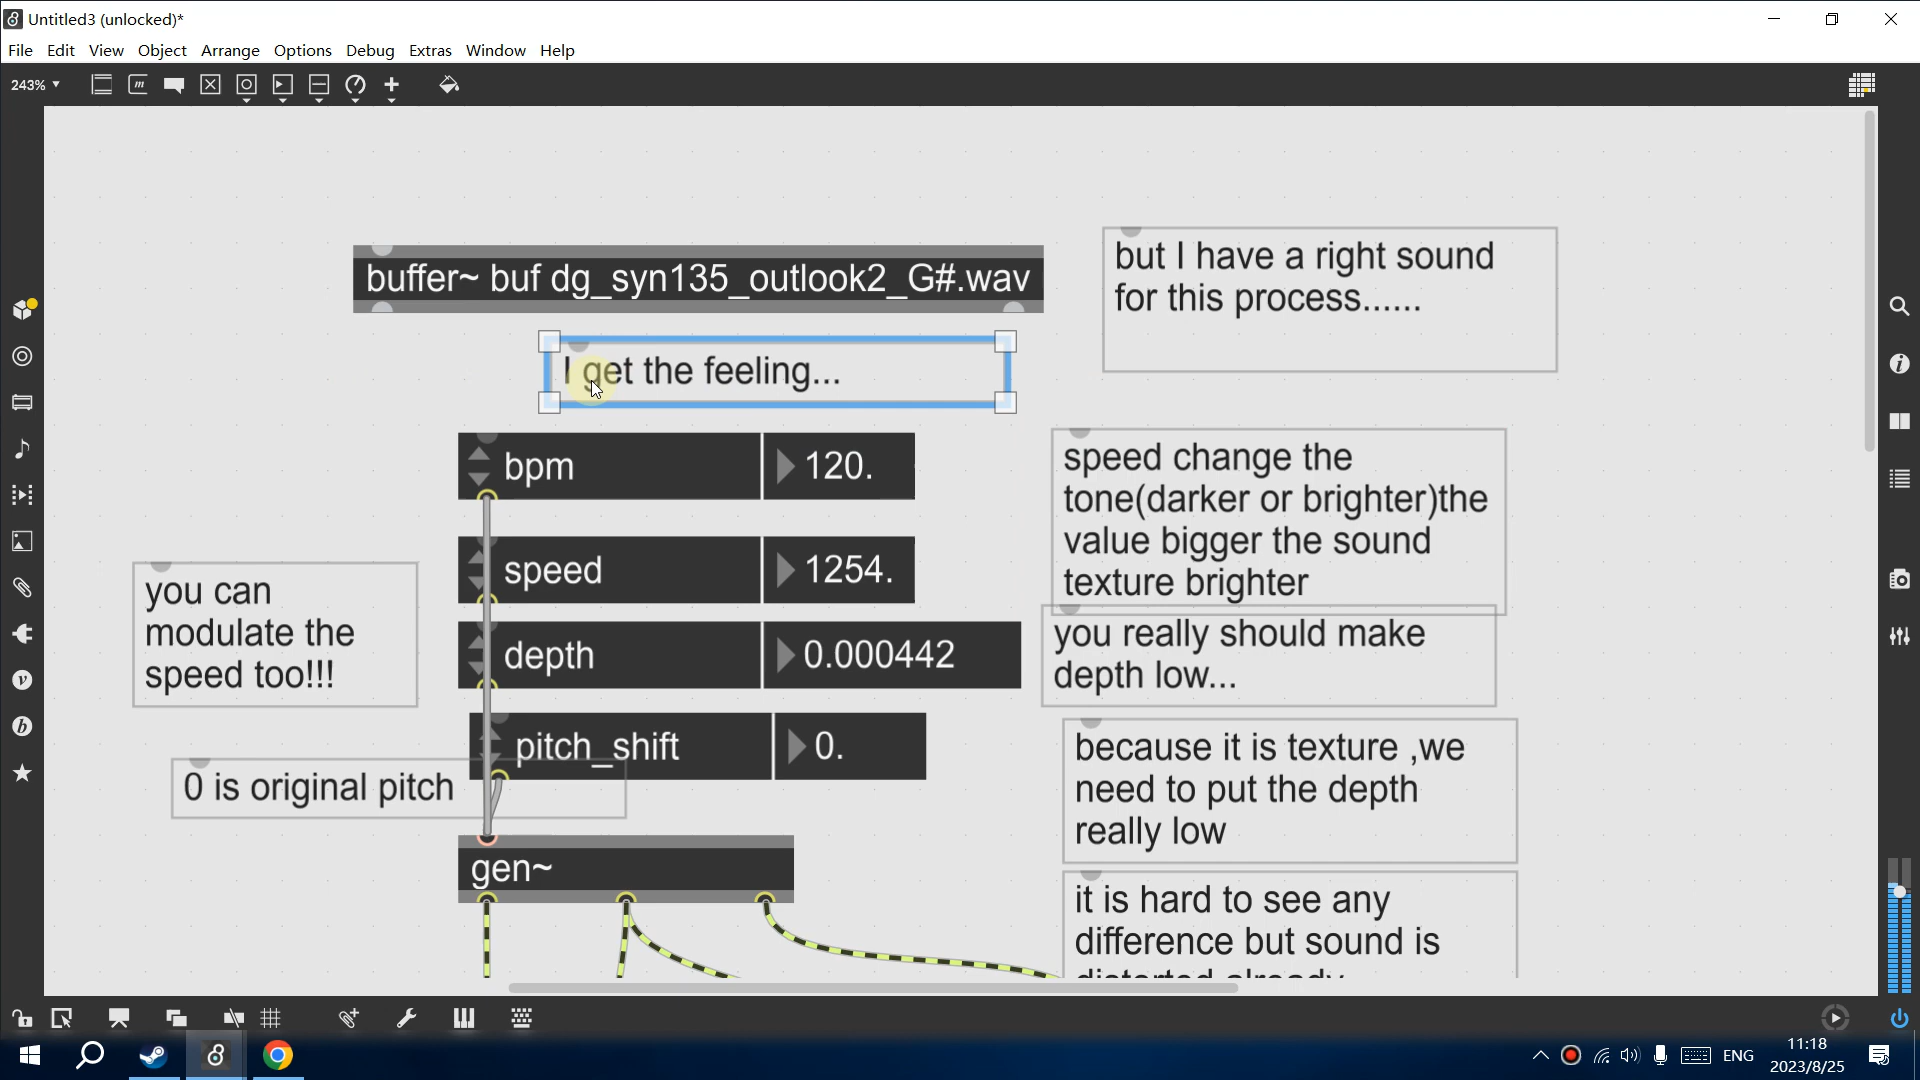 Untitled3 (unlocked)*
File Edit View Object Arrange Options Debug Extras Window Help
243%
buffer~ buf dg_syn135_outlook2_G#.wav
but I have a right sound
for this process......
I get the feeling...
bpm 120.
speed 1254.
depth 0.000442
pitch_shift 0.
you can
modulate the
speed too!!!
0 is original pitch
gen~
speed change the
tone(darker or brighter)the
value bigger the sound
texture brighter
you really should make
depth low...
because it is texture ,we
need to put the depth
really low
it is hard to see any
difference but sound is
distorted already
ENG
11:18
2023/8/25